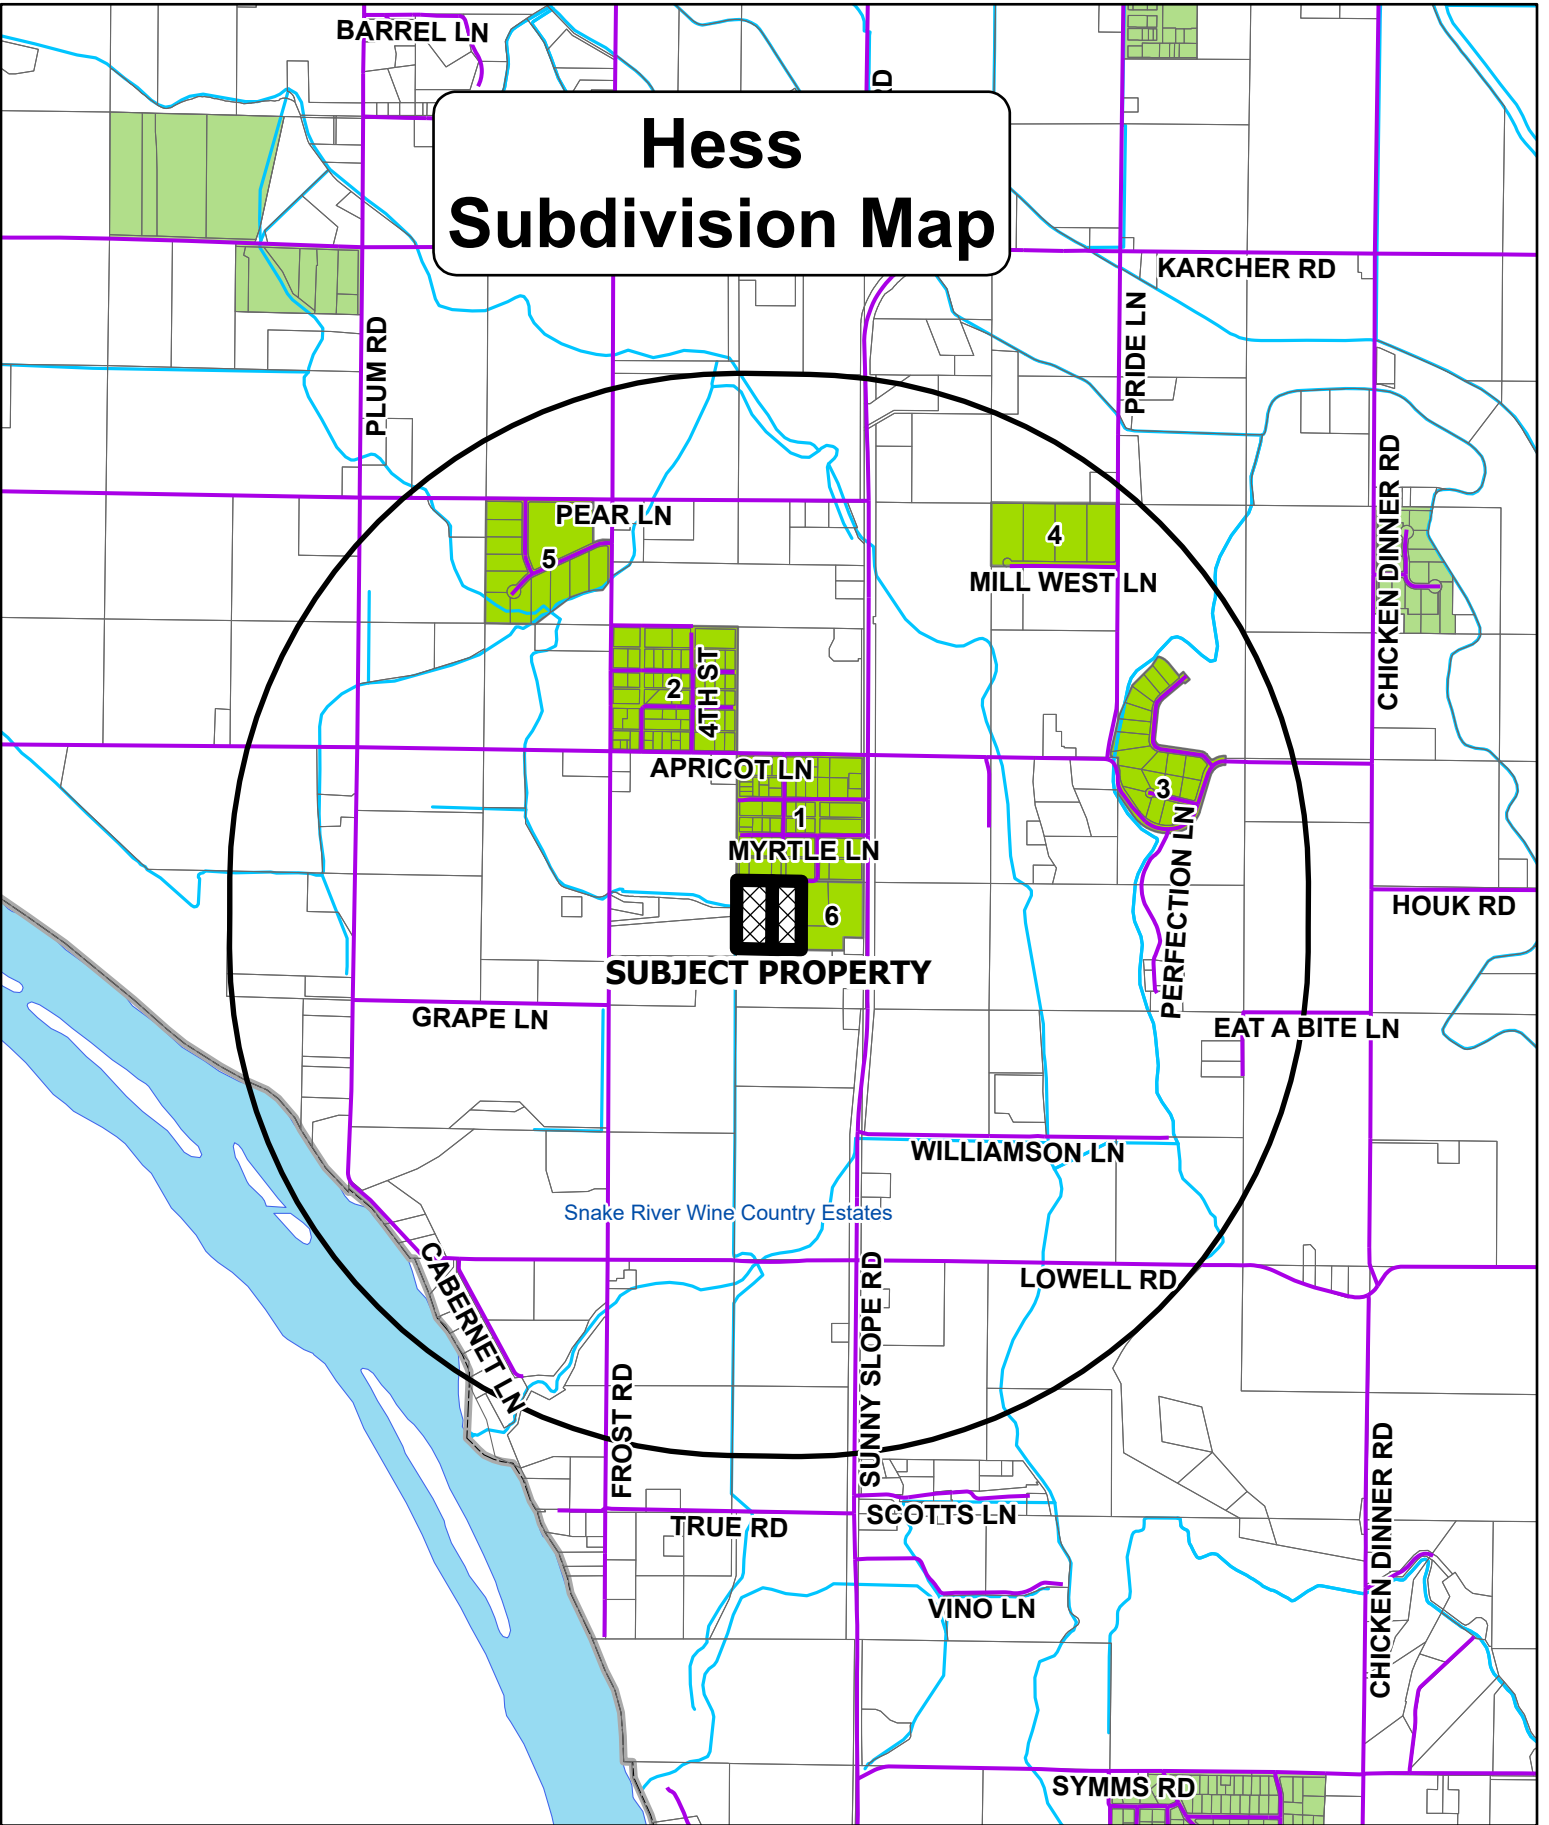 BARREL LN
RD
Hess
Subdivision Map
KARCHER RD
PLUM RD
PRIDE LN
CHICKEN DINNER RD
PEAR LN
5
4
MILL WEST LN
2
4TH ST
APRICOT LN
1
3
MYRTLE LN
PERFECTION LN
6
HOUK RD
SUBJECT PROPERTY
GRAPE LN
EAT A BITE LN
WILLIAMSON LN
Snake River Wine Country Estates
CABERNET LN
LOWELL RD
SUNNY SLOPE RD
FROST RD
SCOTTS LN
TRUE RD
CHICKEN DINNER RD
VINO LN
SYMMS RD